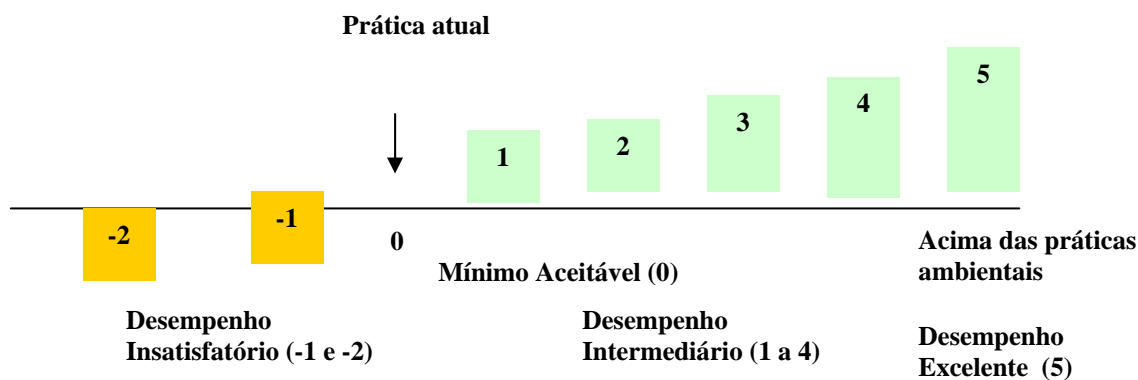 Prática atual
5
4
3
2
1
-1
-2
0
Acima das práticas
ambientais
Mínimo Aceitável (0)
Desempenho
Insatisfatório (-1 e -2)
Desempenho
Intermediário (1 a 4)
Desempenho
Excelente (5)